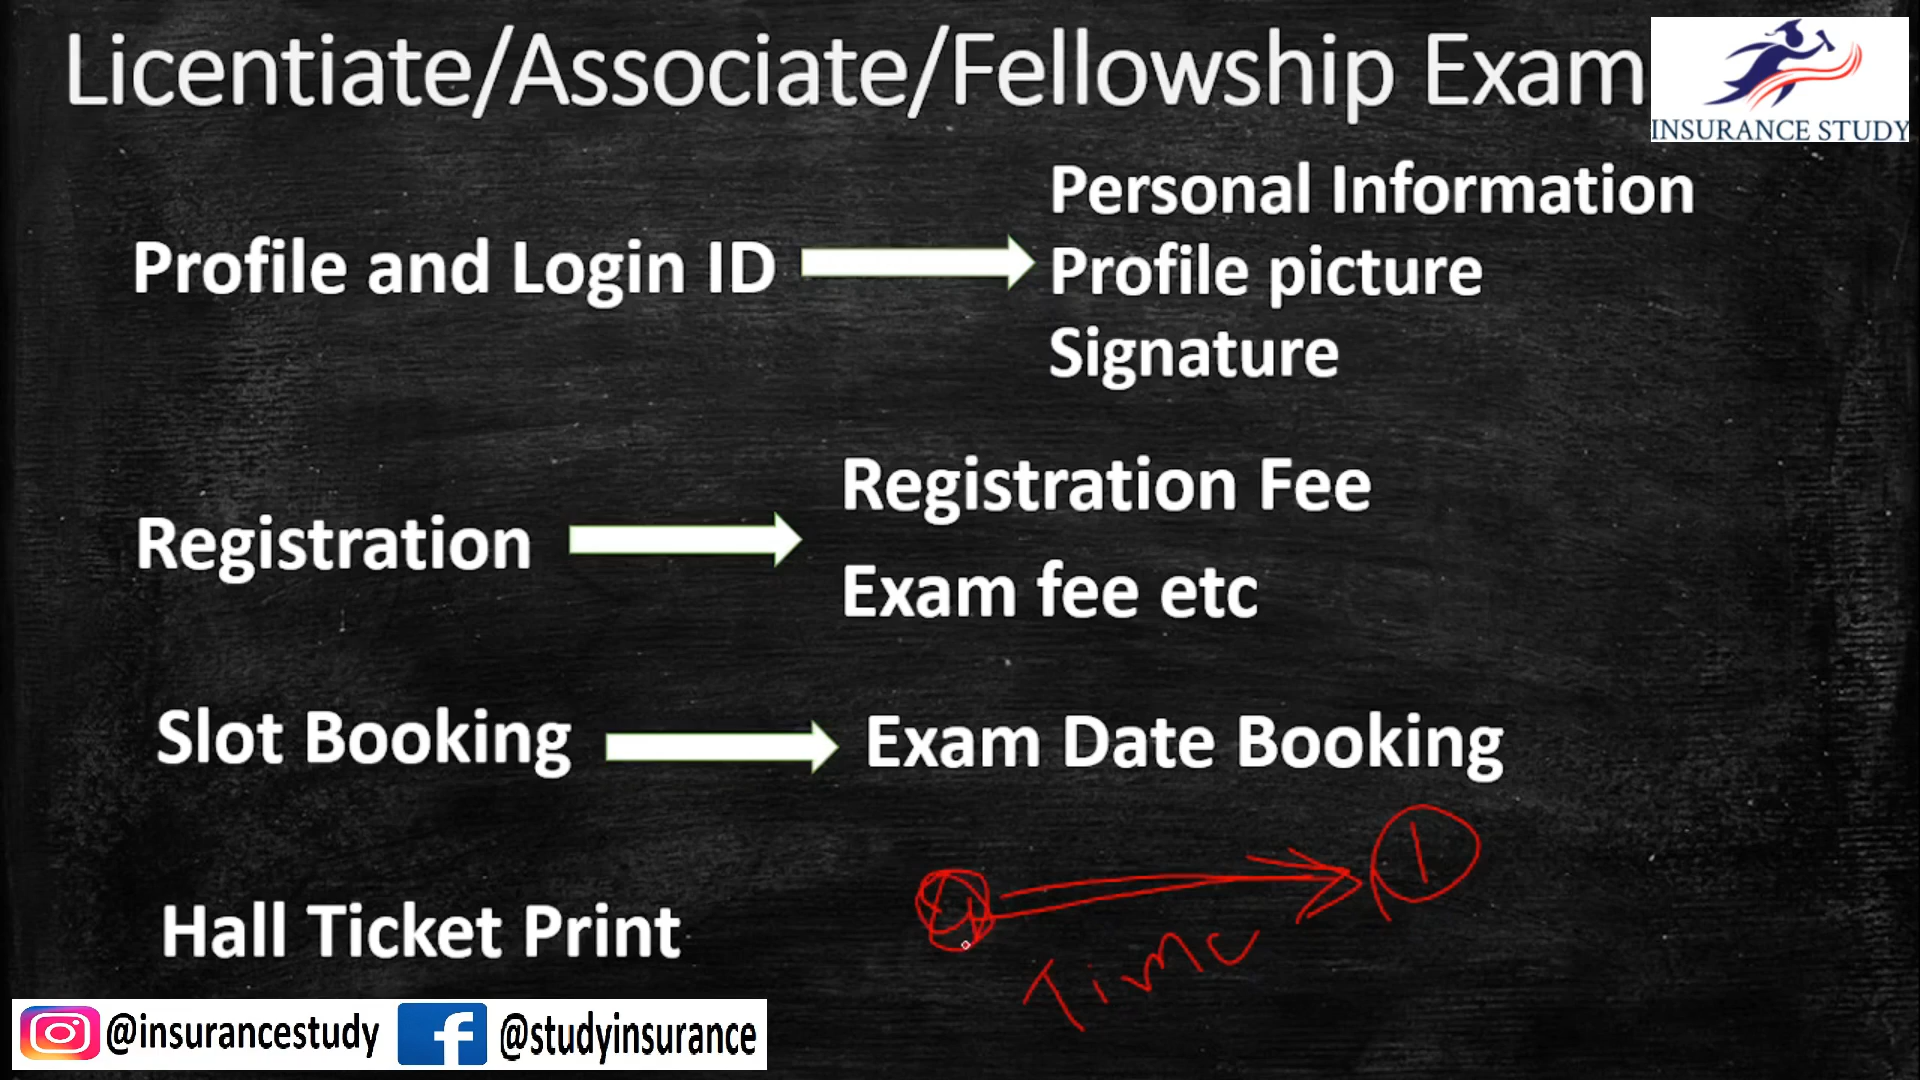 Licentiate/Associate/Fellowship Exam
INSURANCE STUDY
Personal Information
Profile and Login ID
Profile picture
Signature
Registration Fee
Registration
Exam fee etc
Slot Booking
Exam Date Booking
1
Hall Ticket Print
Time
@insurancestudy
@studyinsurance